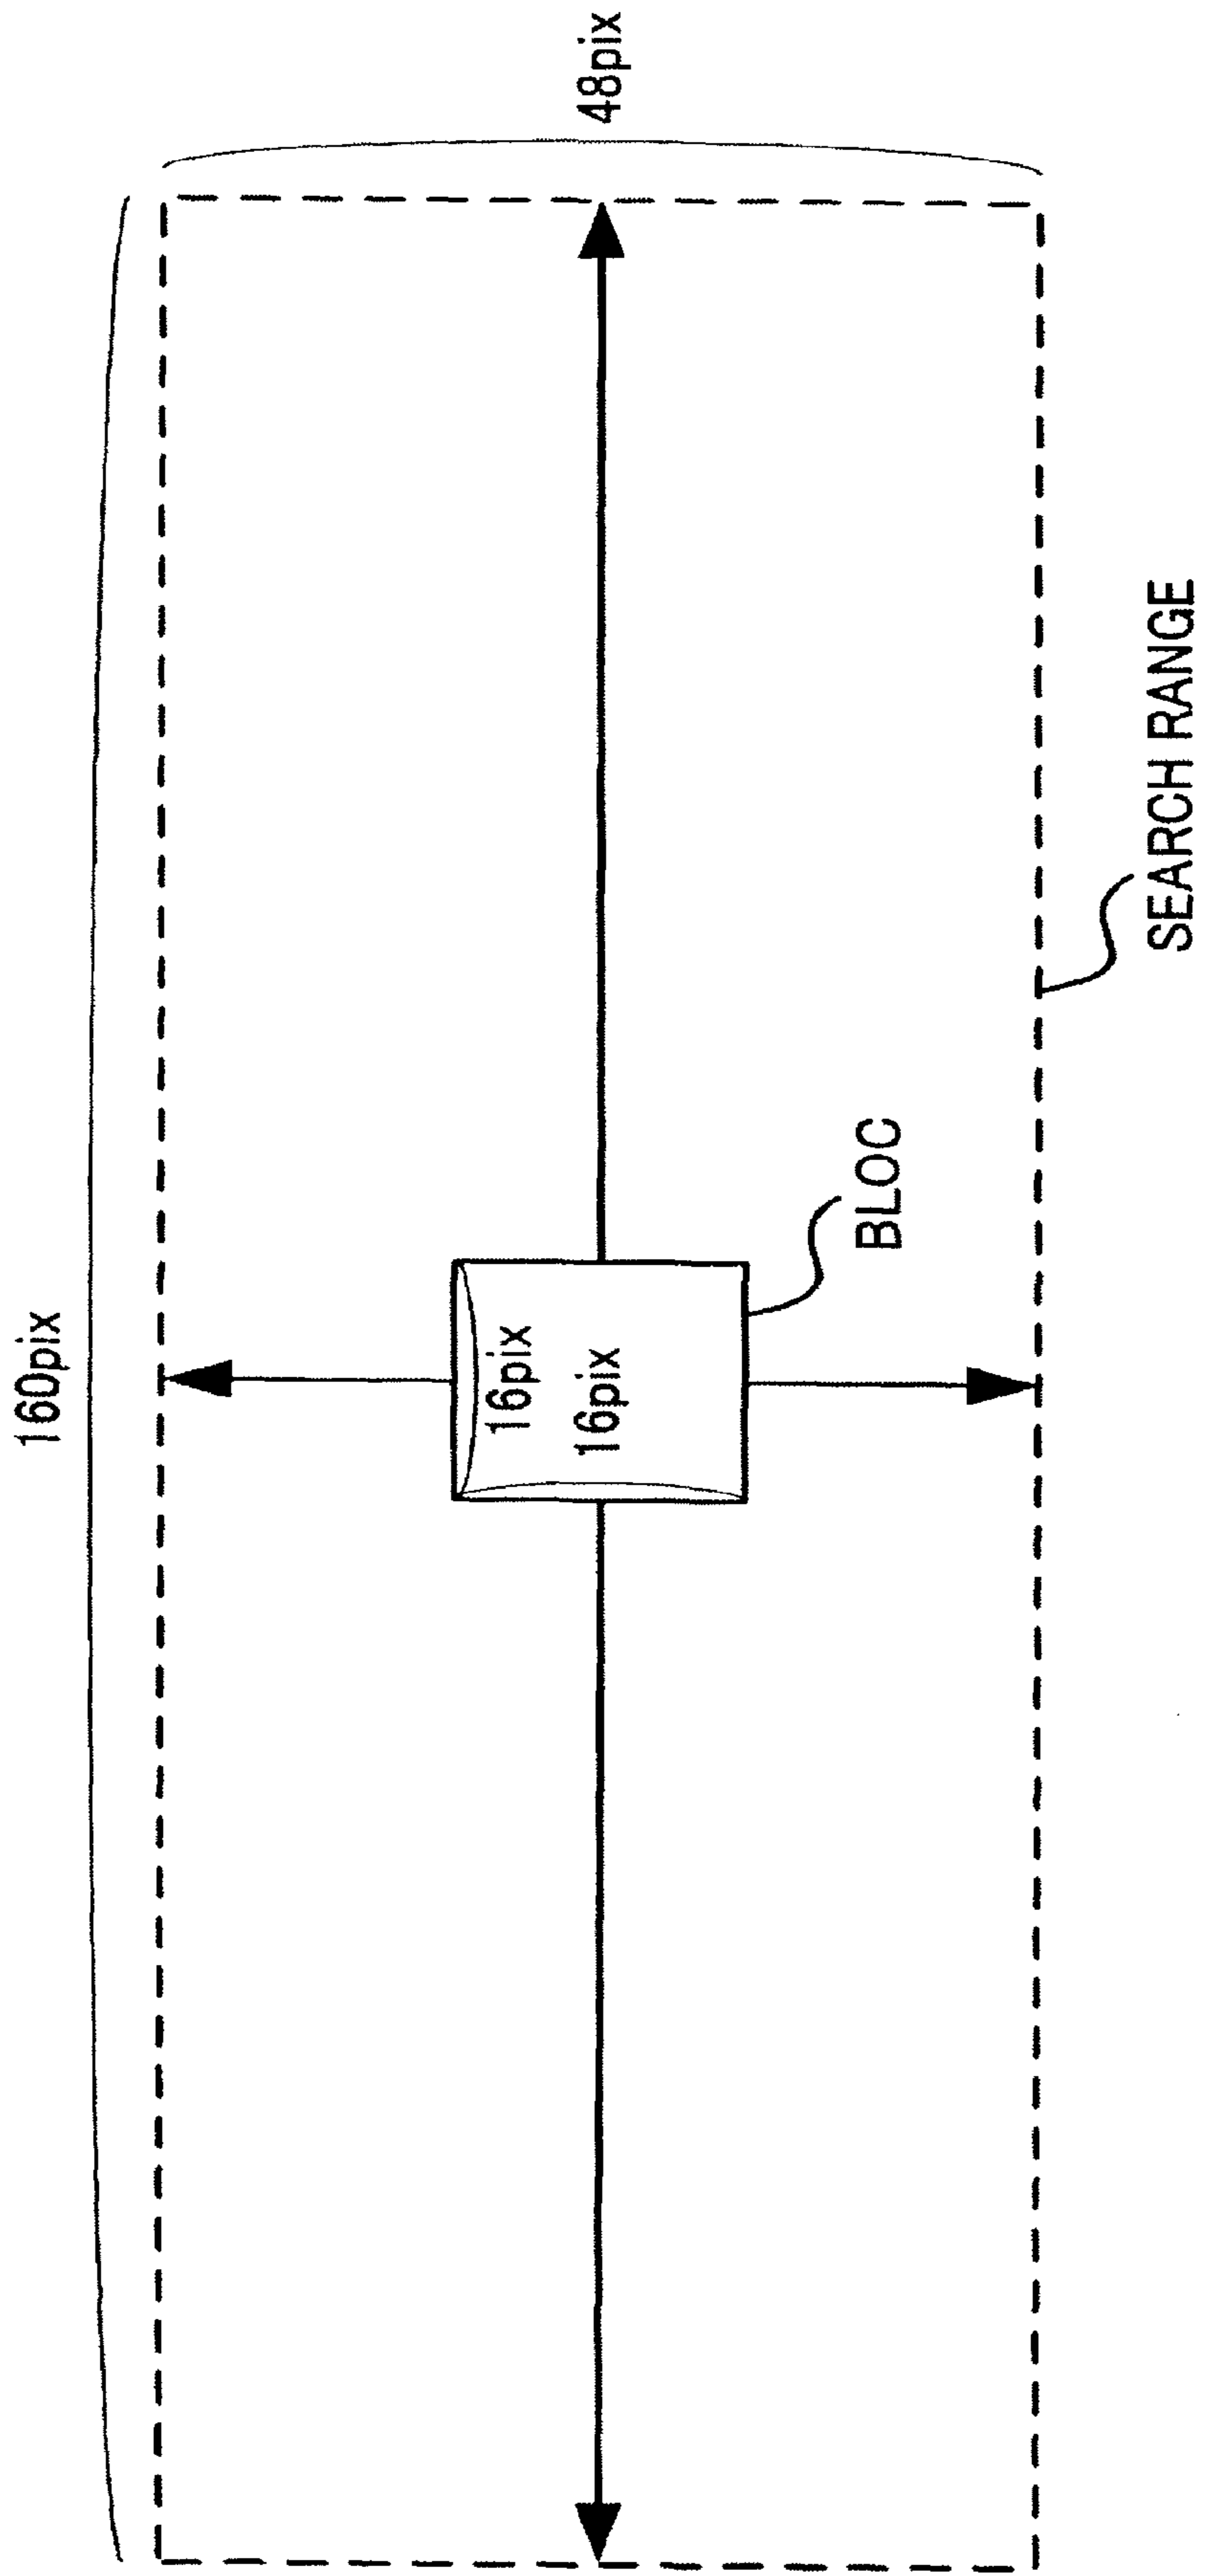 160pix
48pix
16pix
16pix
BLOC
SEARCH RANGE